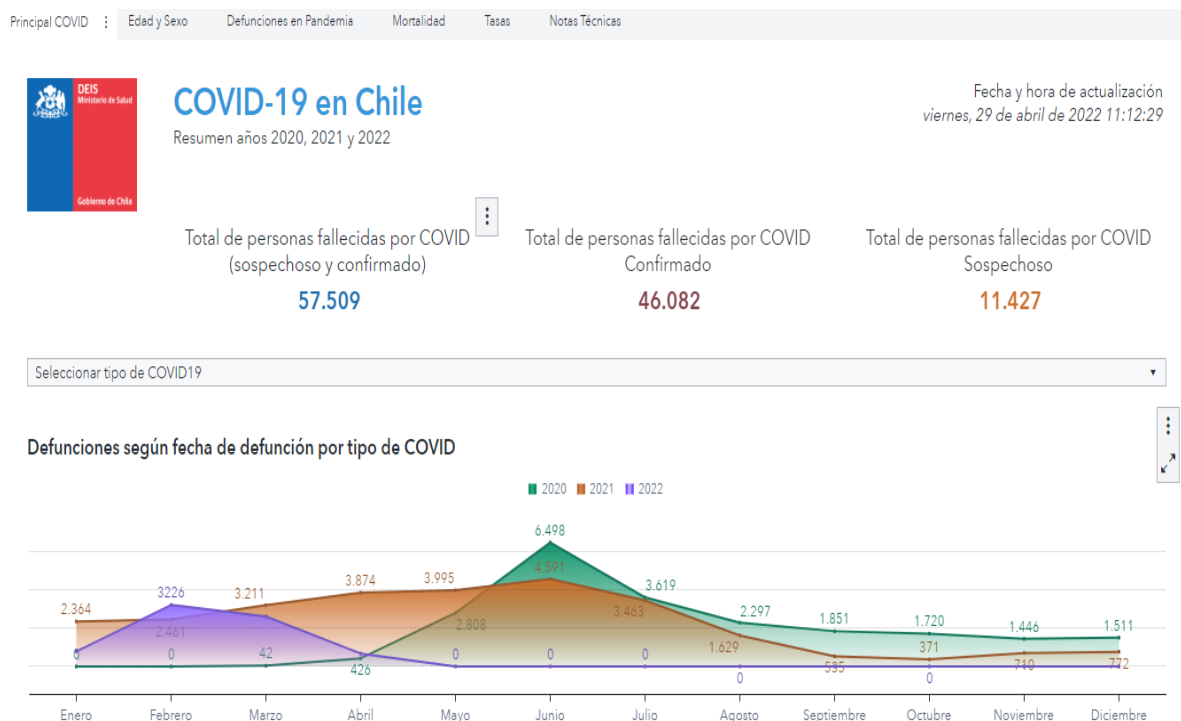 Principal COVID
Edad y Sexo
Defunciones en Pandemia
Mortalidad
Tasas
Notas Técnicas
DEIS
Ministerio de Salud
Gobierno de Chile
COVID-19 en Chile
Resumen años 2020, 2021 y 2022
Fecha y hora de actualización
viernes, 29 de abril de 2022 11:12:29
Total de personas fallecidas por COVID
(sospechoso y confirmado)
57.509
Total de personas fallecidas por COVID
Confirmado
46.082
Total de personas fallecidas por COVID
Sospechoso
11.427
Seleccionar tipo de COVID19
Defunciones según fecha de defunción por tipo de COVID
2020 2021 2022
6.498
4.591
3.874
3.995
3.619
3226
3.211
3.463
2.364
2.461
2.808
2.297
1.851
1.720
1.446
1.511
1.629
535
371
710
772
0
0
42
426
0
0
0
0
0
Enero Febrero Marzo Abril Mayo Junio Julio Agosto Septiembre Octubre Noviembre Diciembre